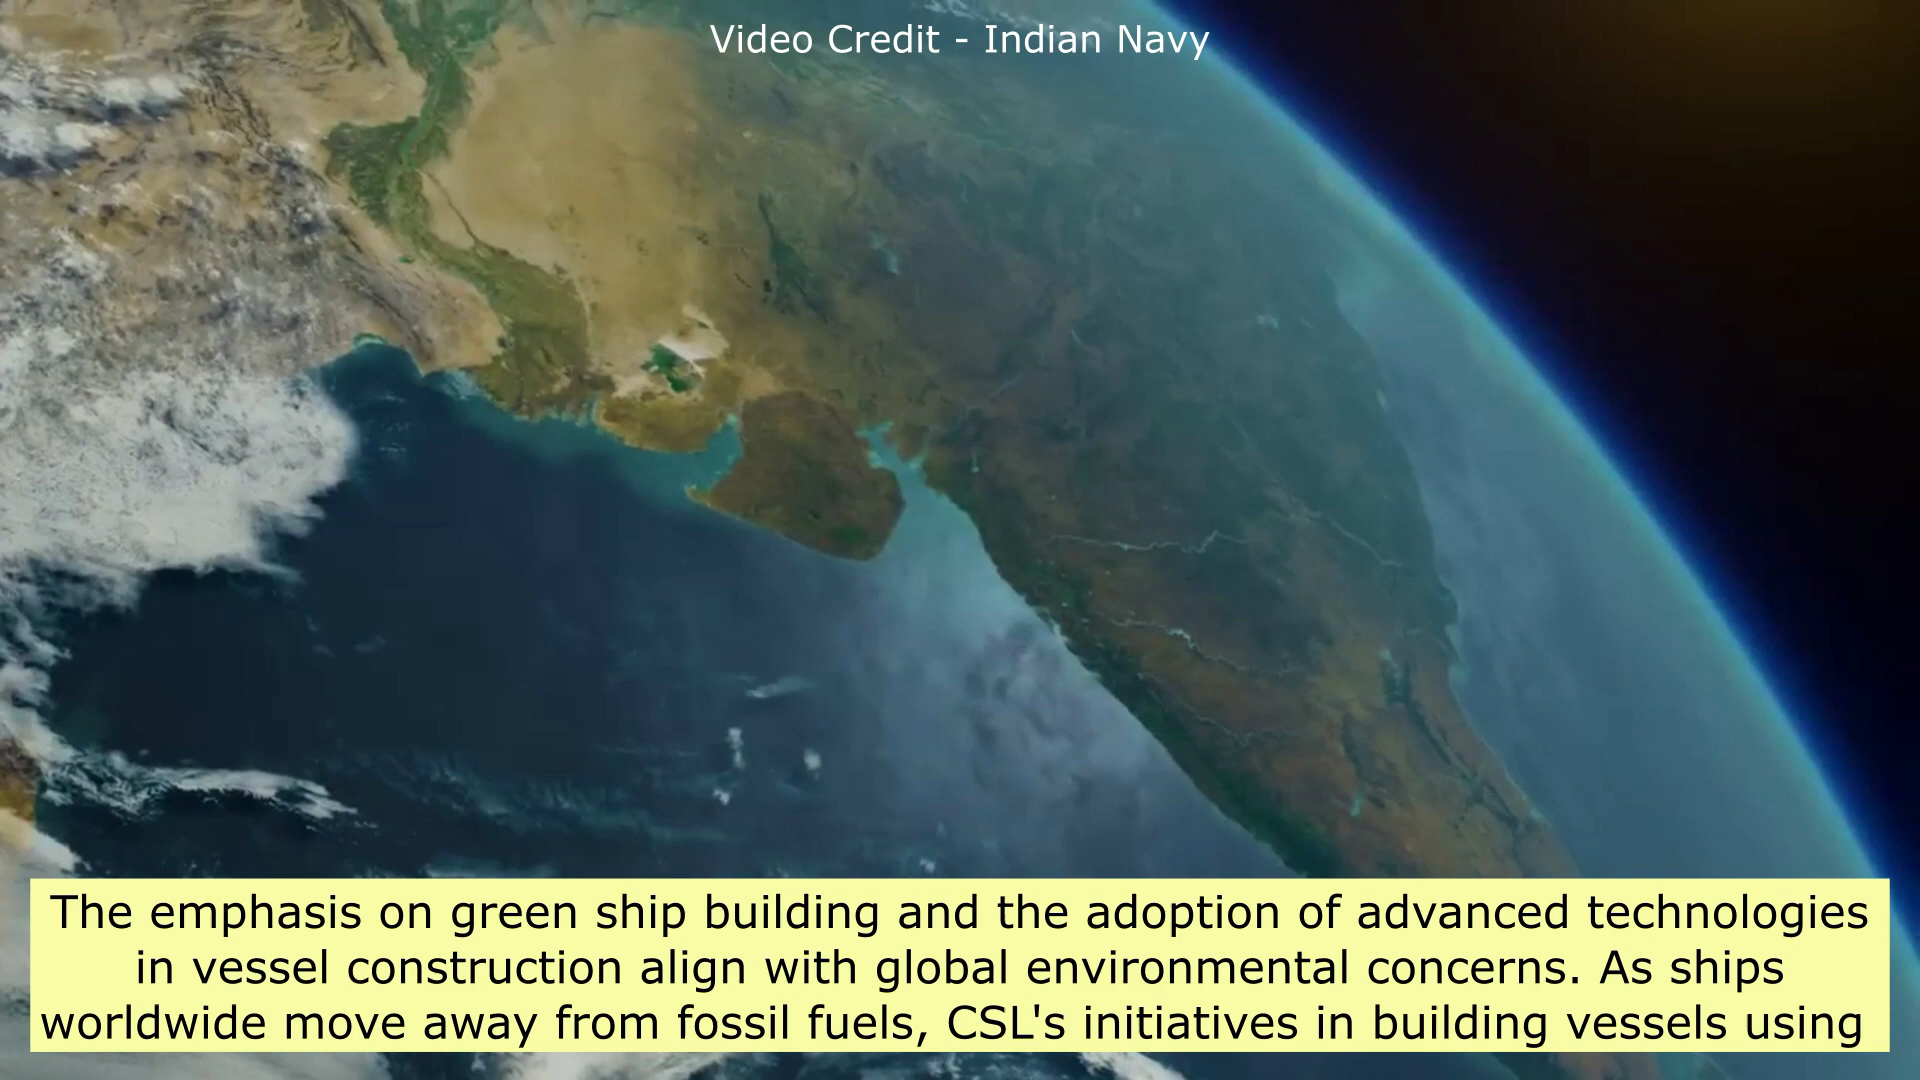 Video Credit - Indian Navy
The emphasis on green ship building and the adoption of advanced technologies
in vessel construction align with global environmental concerns. As ships
worldwide move away from fossil fuels, CSL's initiatives in building vessels using